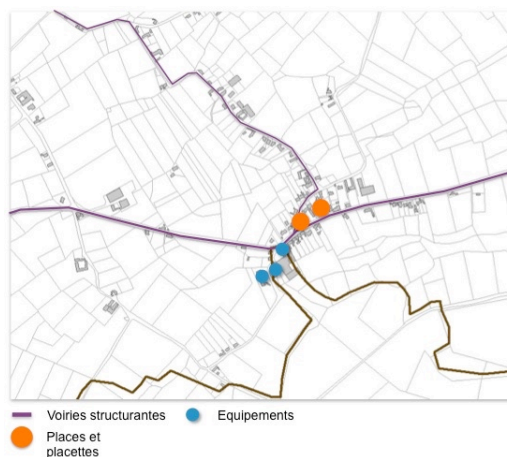 Voiries structurantes
Equipements
Places et
placettes